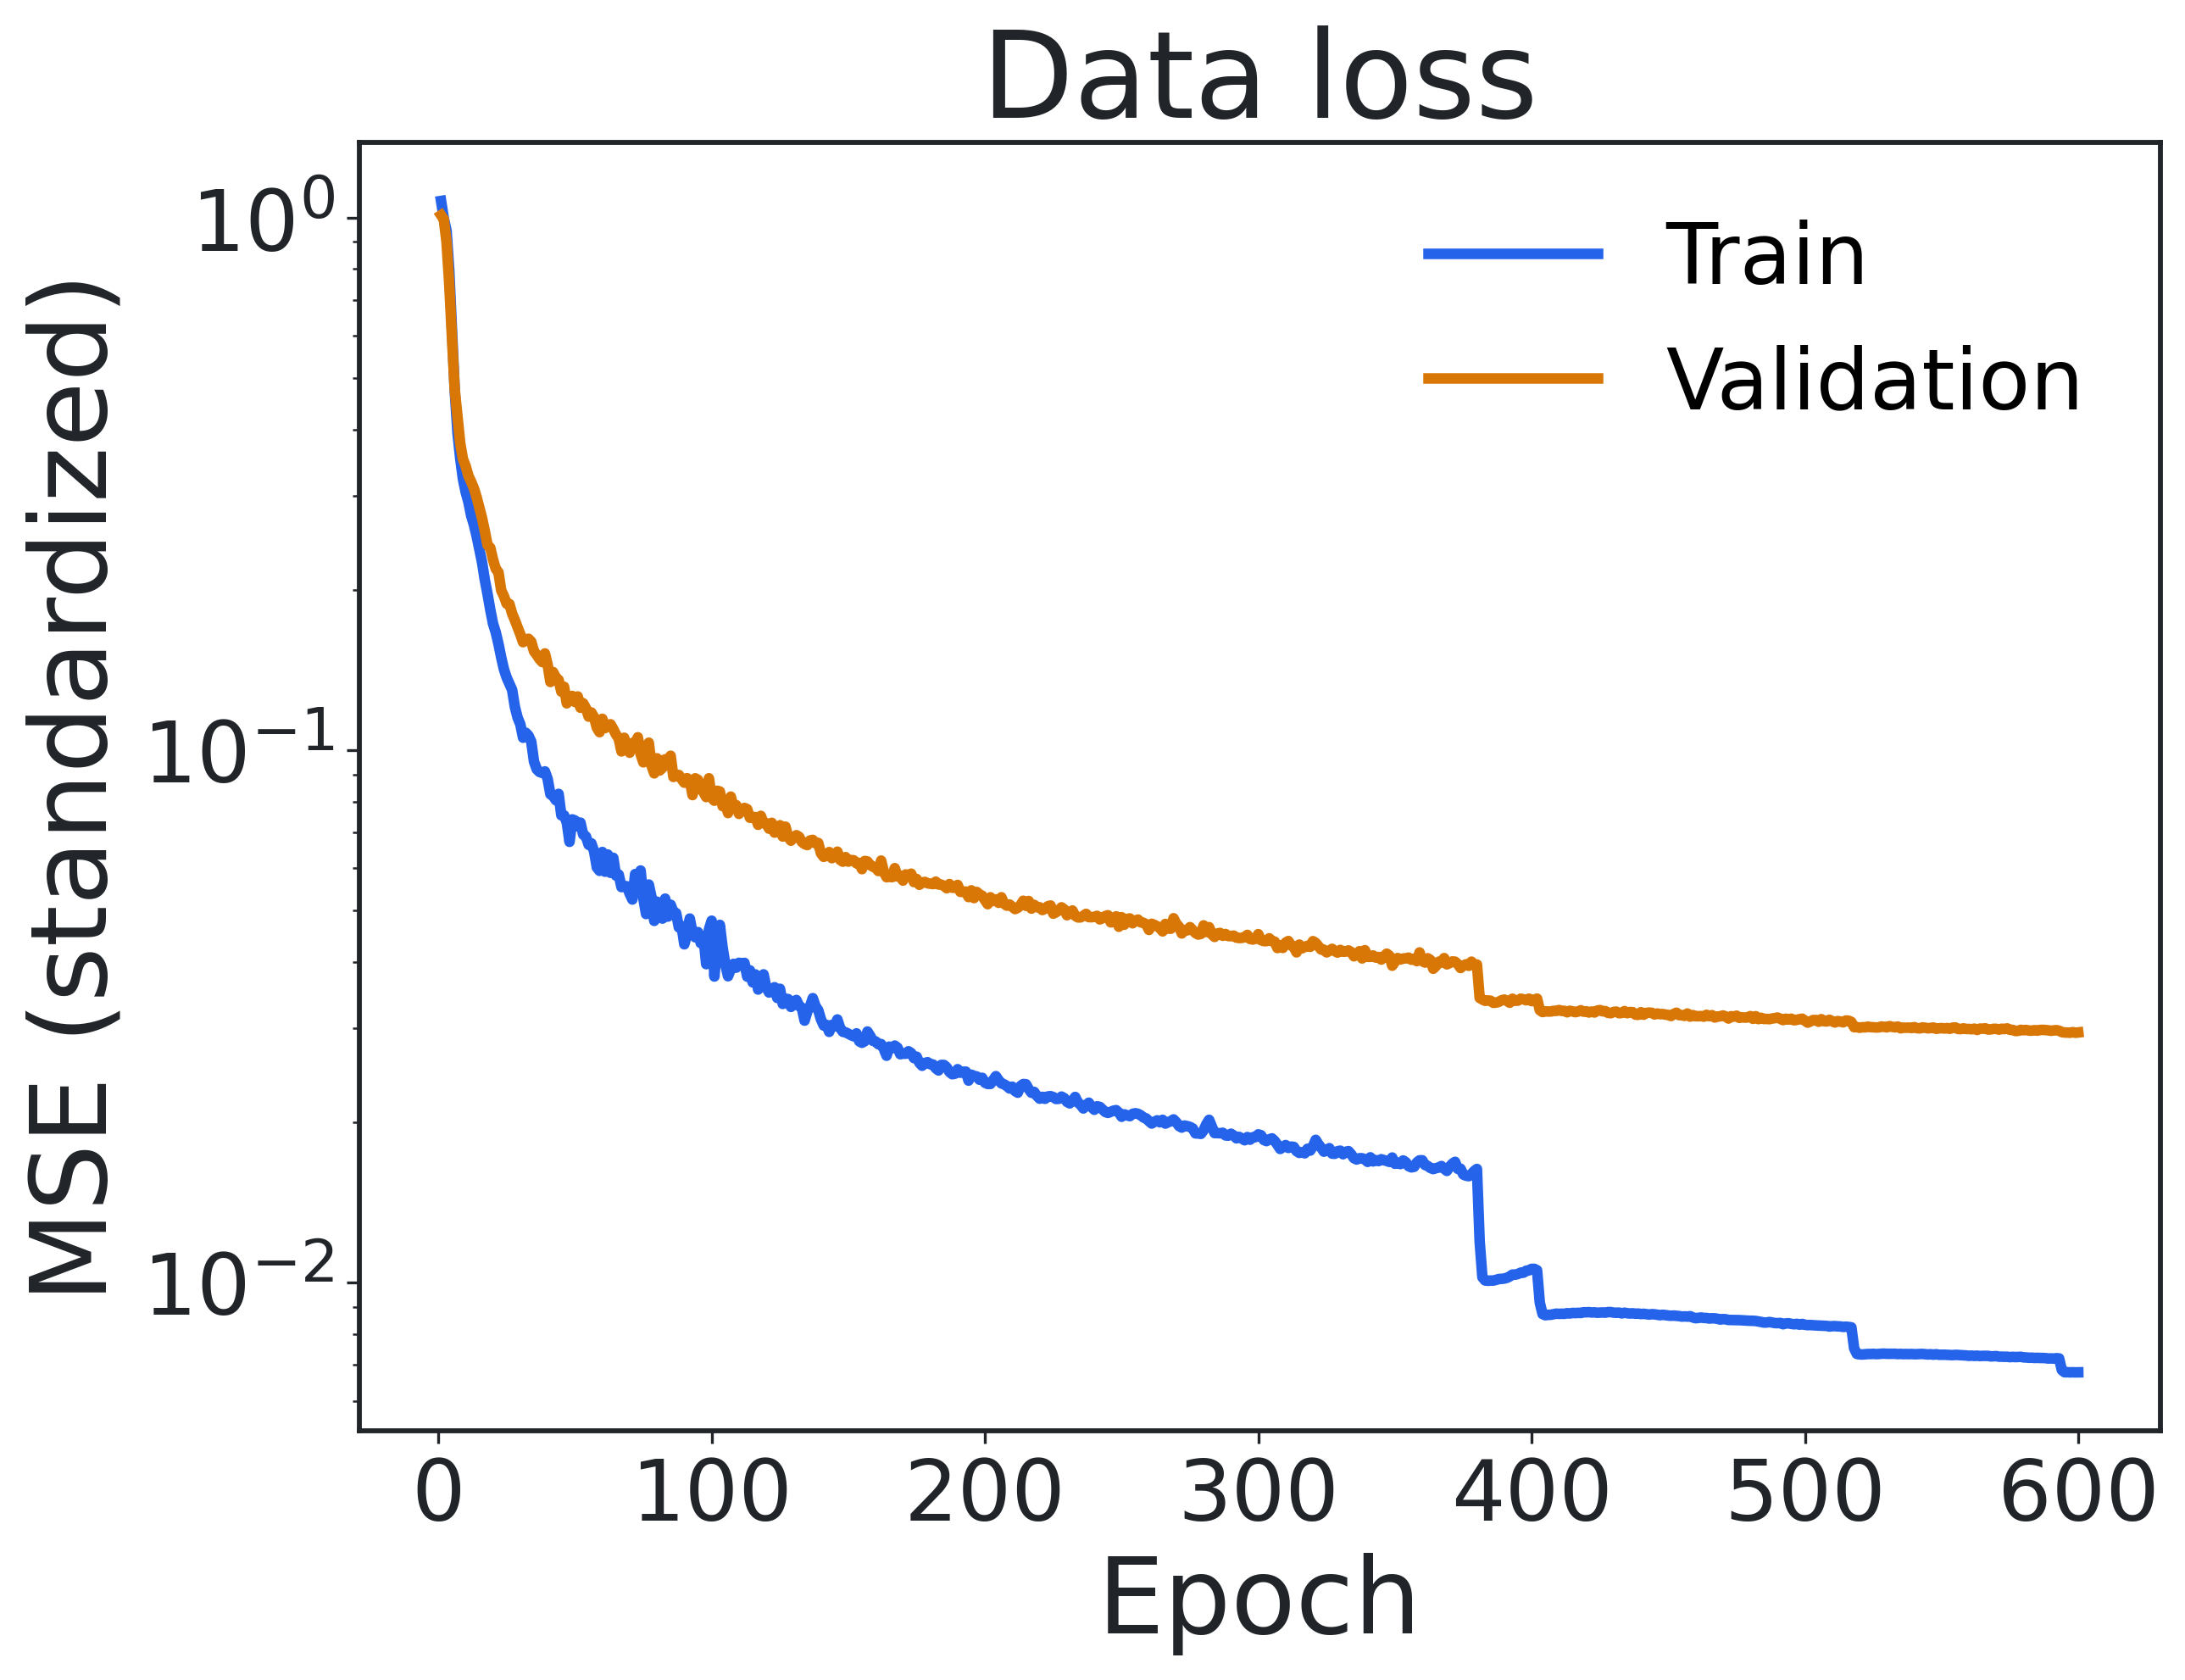 Data loss
MSE (standardized)
10⁰
10⁻¹
10⁻²
Train
Validation
0 100 200 300 400 500 600
Epoch